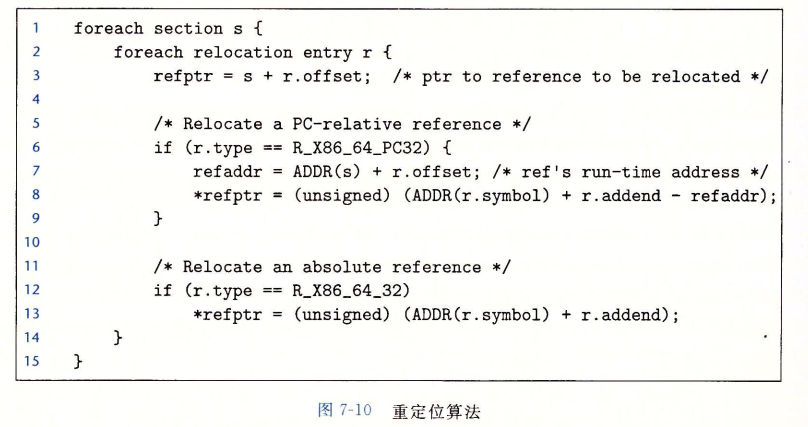 1 foreach section s {
2 foreach relocation entry r {
3 refptr = s + r.offset; /* ptr to reference to be relocated */
4
5 /* Relocate a PC-relative reference */
6 if (r.type == R_X86_64_PC32) {
7 refaddr = ADDR(s) + r.offset; /* ref's run-time address */
8 *refptr = (unsigned) (ADDR(r.symbol) + r.addend - refaddr);
9 }
10
11 /* Relocate an absolute reference */
12 if (r.type == R_X86_64_32)
13 *refptr = (unsigned) (ADDR(r.symbol) + r.addend);
14 }
15 }
图 7-10 重定位算法